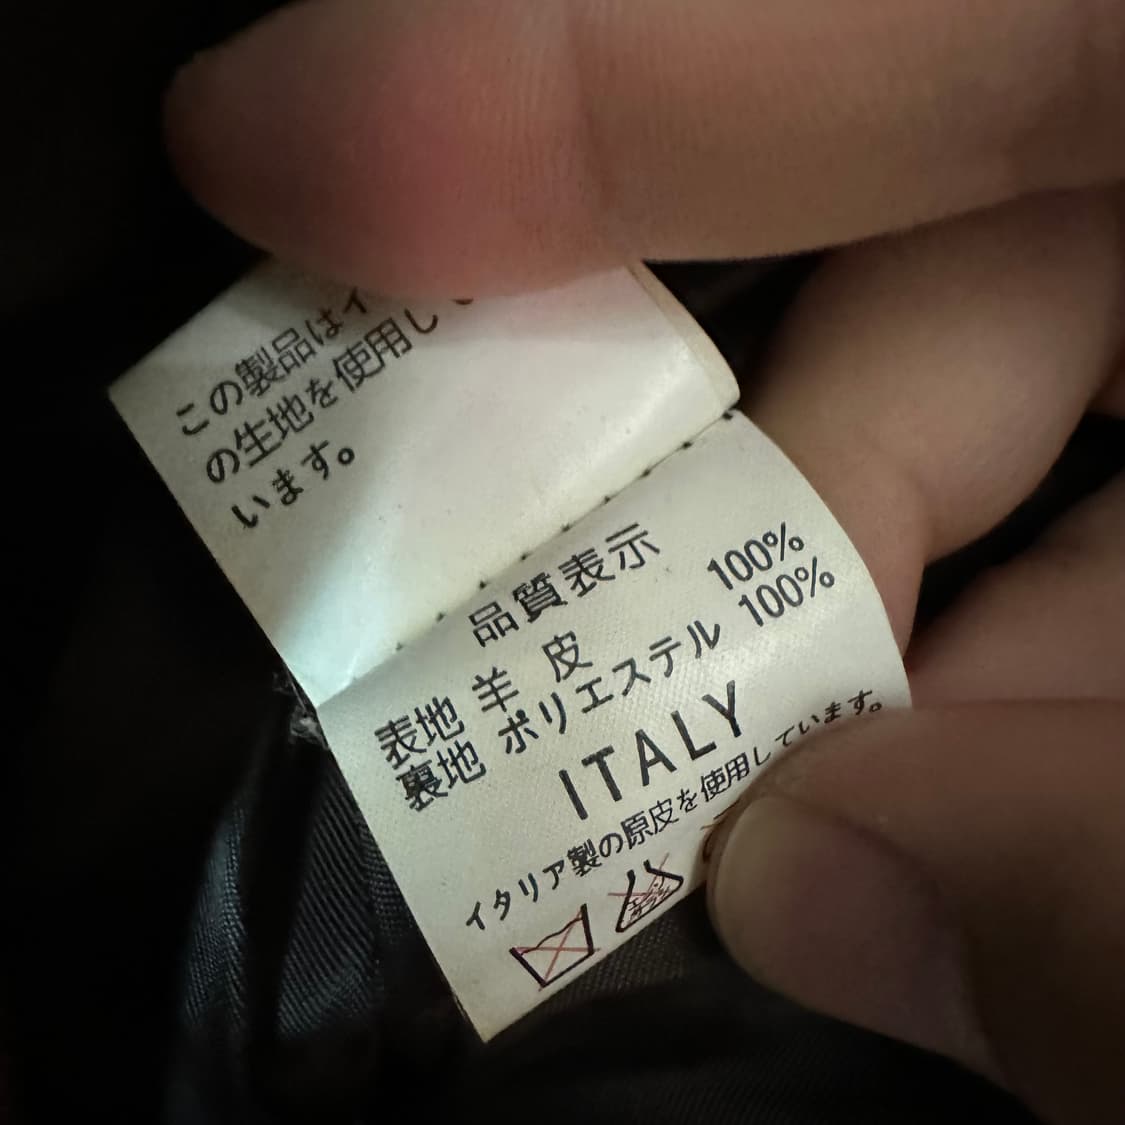 この製品はイ
の生地を使用して
います。
品質表示
表地 羊 皮 100%
裏地 ポリエステル 100%
ITALY
イタリア製の原皮を使用しています。